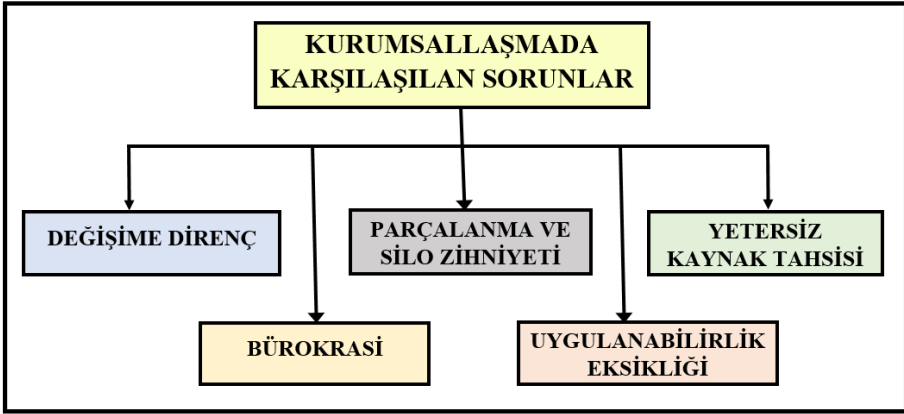 KURUMSALLAŞMADA
KARŞILAŞILAN SORUNLAR
DEĞİŞİME DİRENÇ
PARÇALANMA VE
SİLO ZİHNİYETİ
YETERSİZ
KAYNAK TAHSİSİ
BÜROKRASİ
UYGULANABİLİRLİK
EKSİKLİĞİ